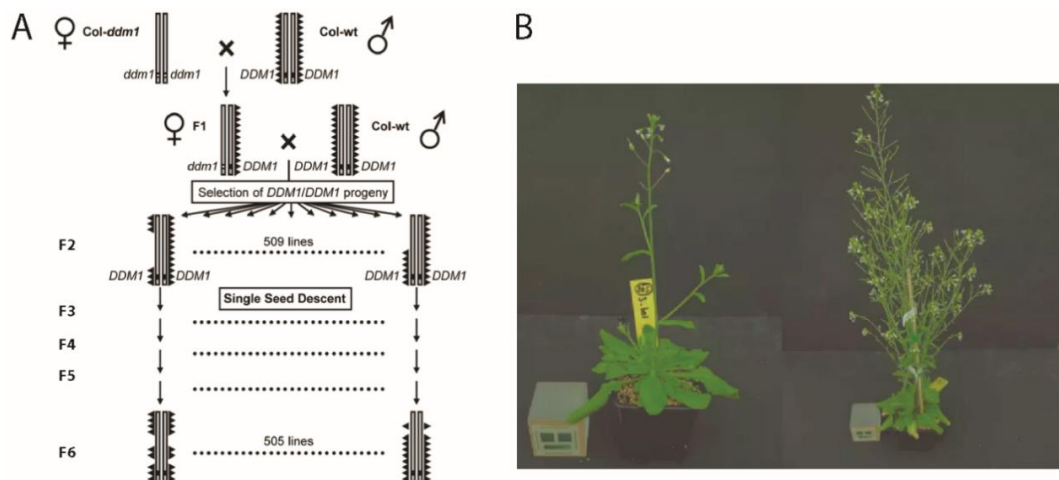 A
B
♀ Col-ddm1 × Col-wt ♂
ddm1 ddm1 DDM1 DDM1
♀ F1 × Col-wt ♂
ddm1 DDM1 DDM1 DDM1
Selection of DDM1/DDM1 progeny
F2 509 lines
DDM1 DDM1 DDM1 DDM1
Single Seed Descent
F3
F4
F5
F6 505 lines